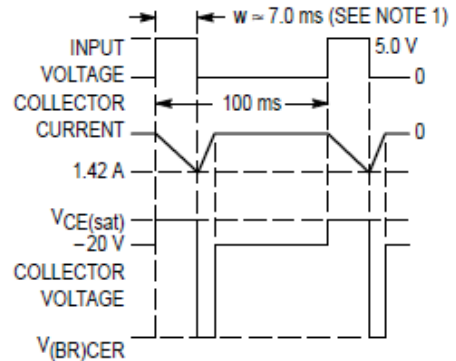 w ≃ 7.0 ms (SEE NOTE 1)
INPUT
VOLTAGE
5.0 V
0
COLLECTOR
CURRENT
100 ms
0
1.42 A
VCE(sat)
−20 V
COLLECTOR
VOLTAGE
V(BR)CER